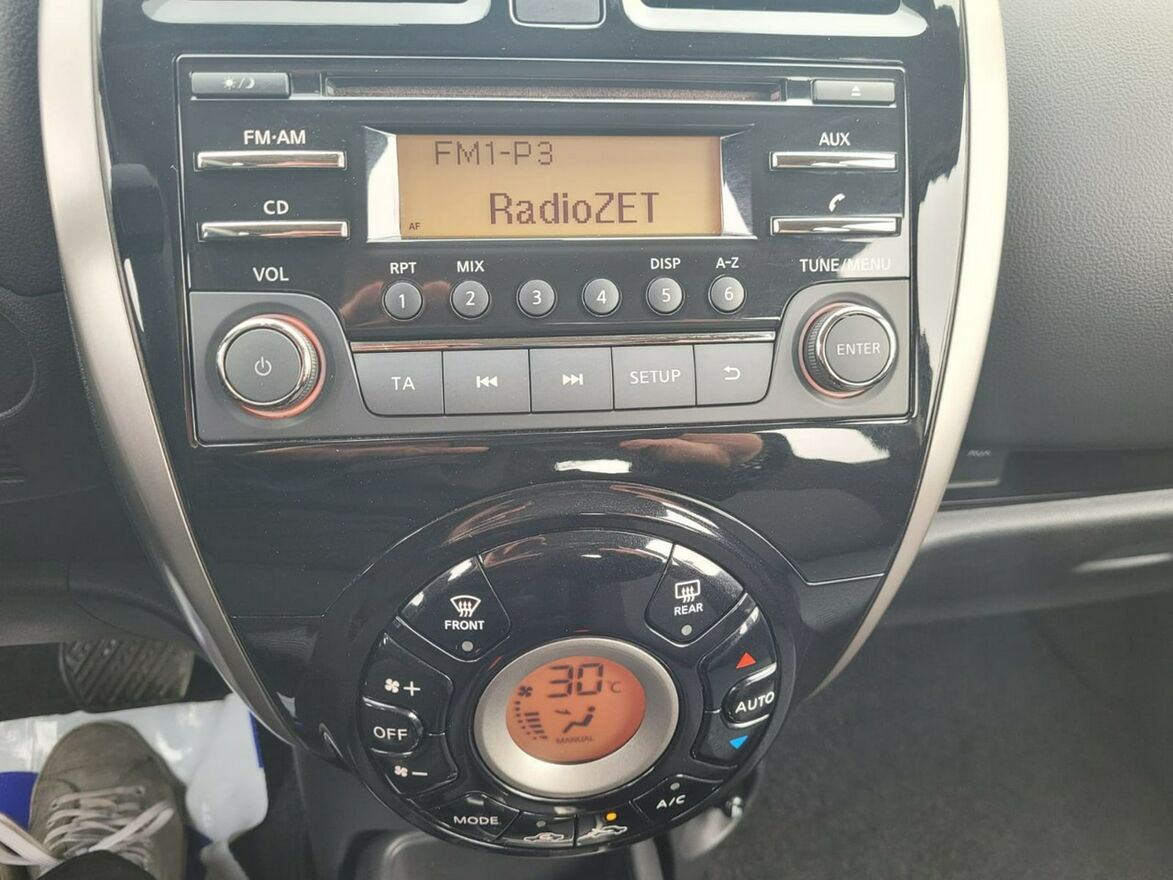 FM·AM
CD
VOL
FM1-P3
RadioZET
AF
AUX
TUNE/MENU
RPT
MIX
DISP
A-Z
1
2
3
4
5
6
TA
SETUP
ENTER
AUX
FRONT
REAR
+
OFF
−
30°C
MANUAL
AUTO
MODE
A/C